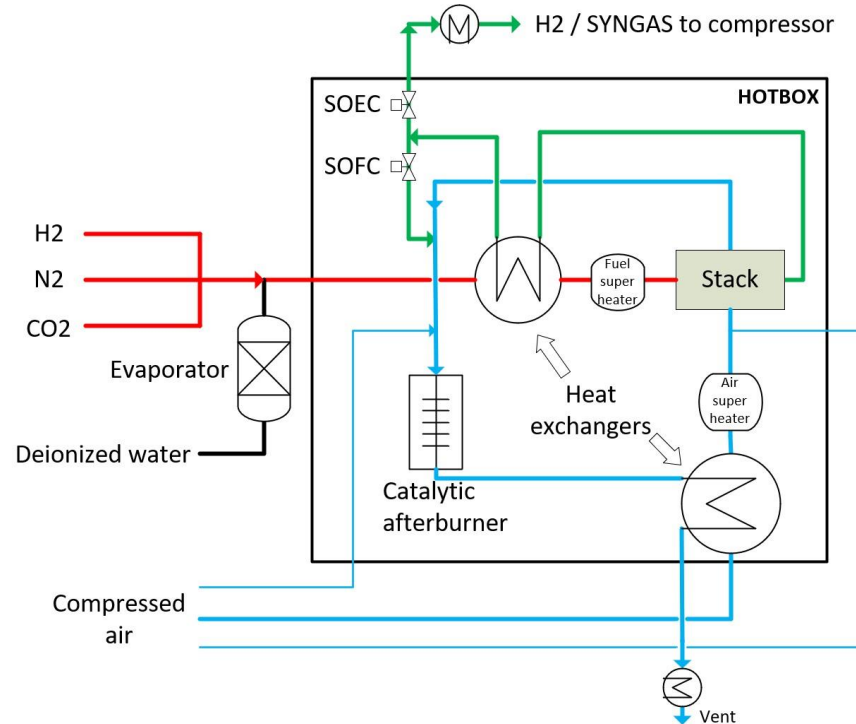 H2 / SYNGAS to compressor
HOTBOX
SOEC
SOFC
H2
N2
CO2
Fuel
super
heater
Stack
Evaporator
Air
super
heater
Heat
exchangers
Deionized water
Catalytic
afterburner
Compressed
air
Vent